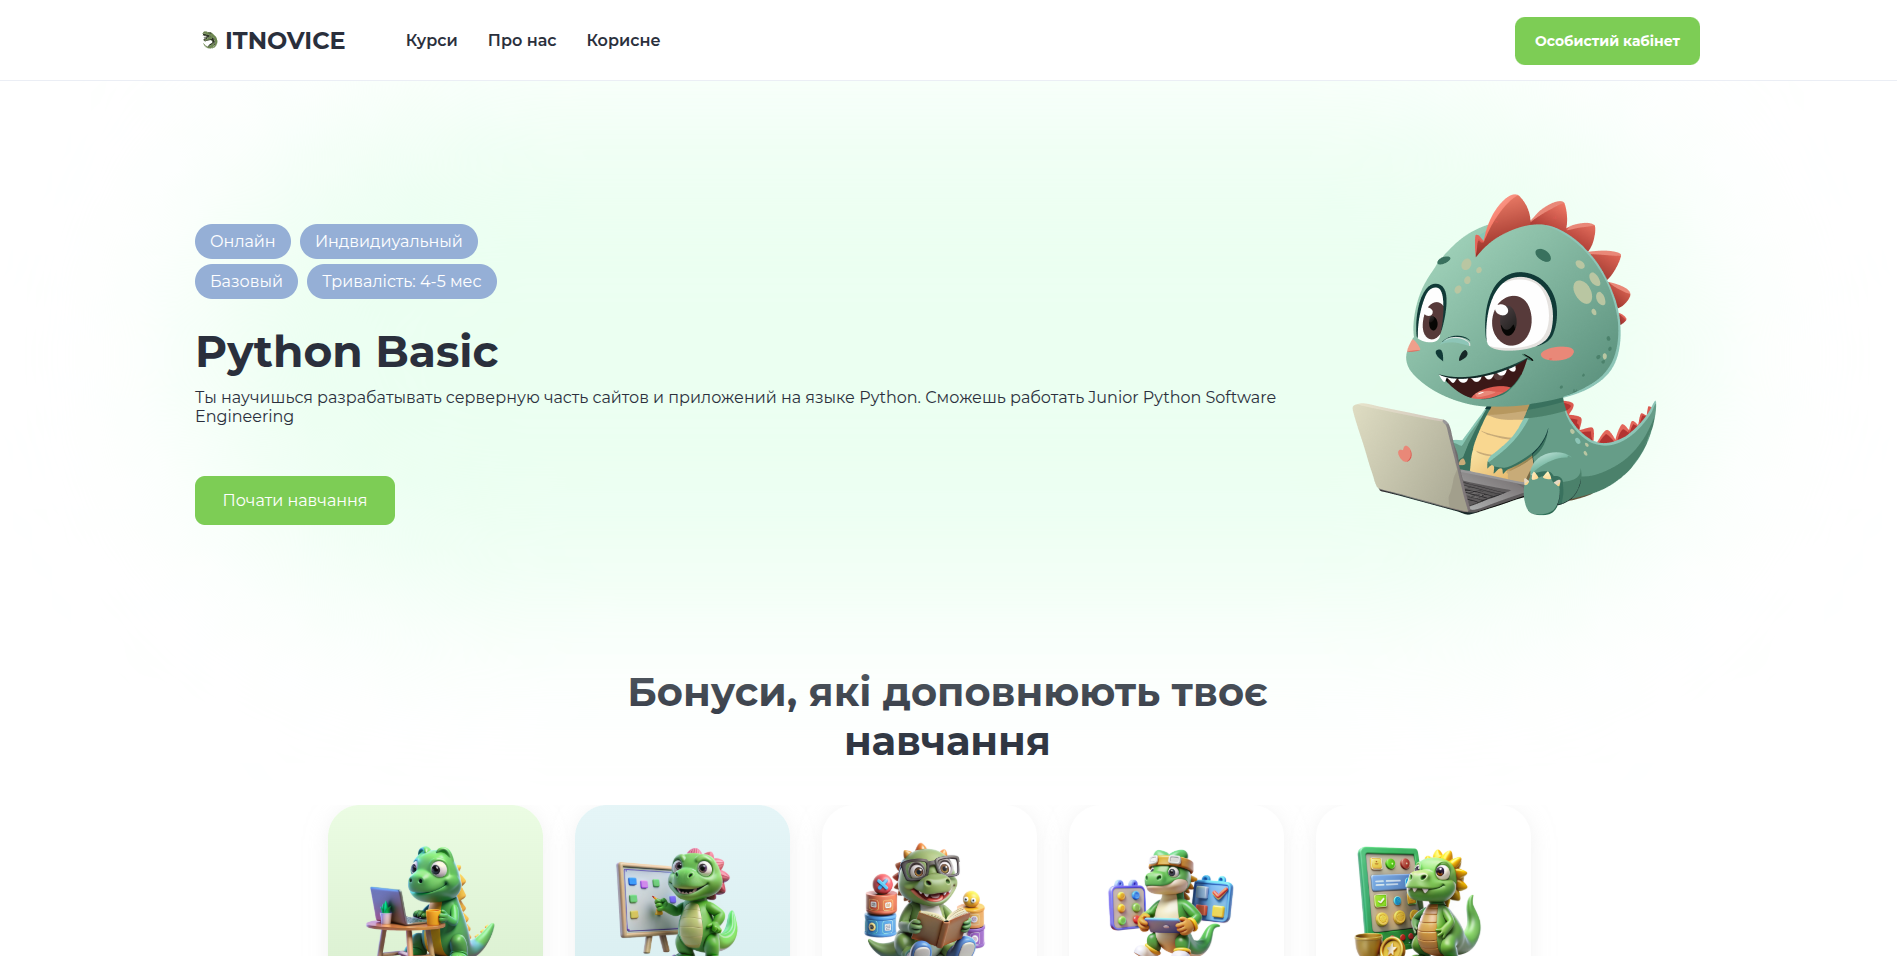 ITNOVICE
Курси
Про нас
Корисне
Особистий кабінет
Онлайн
Индвидиуальный
Базовый
Тривалість: 4-5 мес
Python Basic
Ты научишься разрабатывать серверную часть сайтов и приложений на языке Python. Сможешь работать Junior Python Software
Engineering
Почати навчання
Бонуси, які доповнюють твоє
навчання